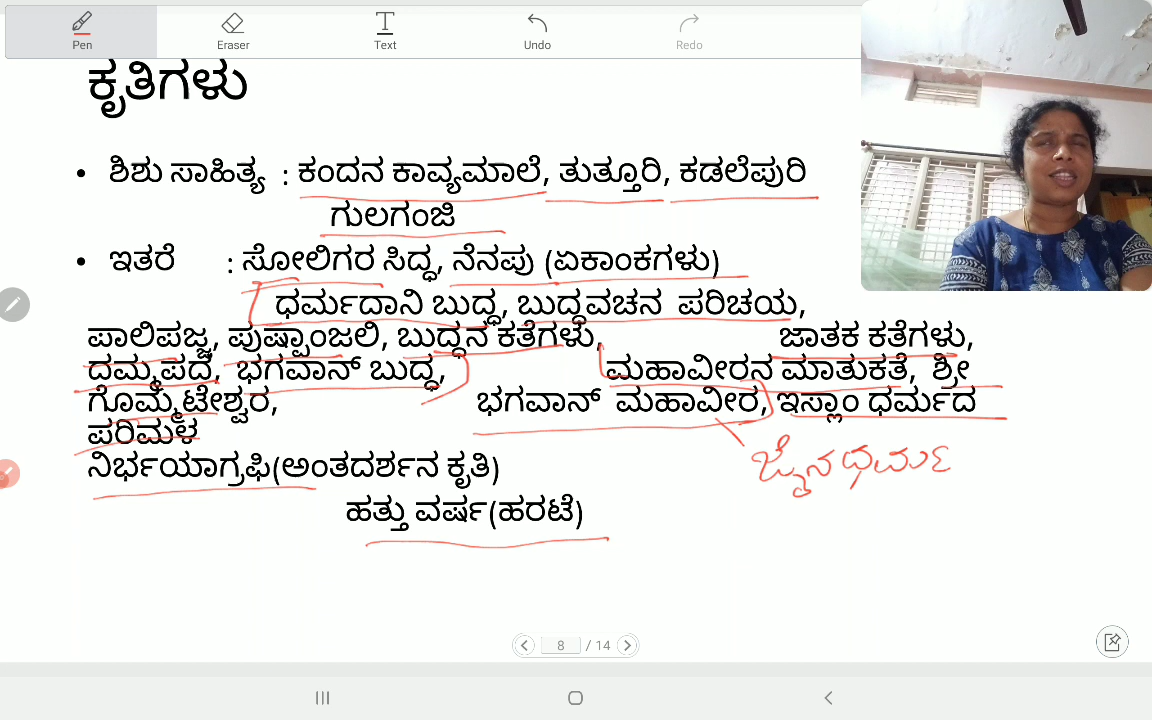 Pen Eraser Text Undo Redo
ಕೃತಿಗಳು
• ಶಿಶು ಸಾಹಿತ್ಯ : ಕಂದನ ಕಾವ್ಯಮಾಲೆ, ತುತ್ತೂರಿ, ಕಡಲೆಪುರಿ
ಗುಲಗಂಜಿ
• ಇತರೆ : ಸೋಲಿಗರ ಸಿದ್ಧ, ನೆನಪು (ಏಕಾಂಕಗಳು)
ಧರ್ಮದಾನಿ ಬುದ್ಧ, ಬುದ್ಧವಚನ ಪರಿಚಯ,
ಪಾಲಿಪಜ್ಜ, ಪುಷ್ಪಾಂಜಲಿ, ಬುದ್ಧನ ಕತೆಗಳು, ಜಾತಕ ಕತೆಗಳು,
ದಮ್ಮಪದ, ಭಗವಾನ್ ಬುದ್ಧ, ಮಹಾವೀರನ ಮಾತುಕತೆ, ಶ್ರೀ
ಗೊಮ್ಮಟೇಶ್ವರ, ಭಗವಾನ್ ಮಹಾವೀರ, ಇಸ್ಲಾಂ ಧರ್ಮದ
ಪರಿಮಳ
ಜೈನಧರ್ಮ
ನಿರ್ಭಯಾಗ್ರಫಿ(ಅಂತದರ್ಶನ ಕೃತಿ)
ಹತ್ತು ವರ್ಷ(ಹರಟೆ)
8 / 14